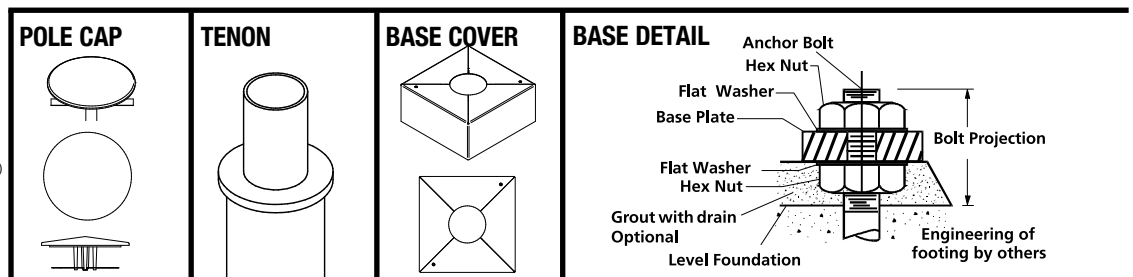 POLE CAP
TENON
BASE COVER
BASE DETAIL
Anchor Bolt
Hex Nut
Flat Washer
Base Plate
Bolt Projection
Flat Washer
Hex Nut
Grout with drain
Optional
Level Foundation
Engineering of
footing by others